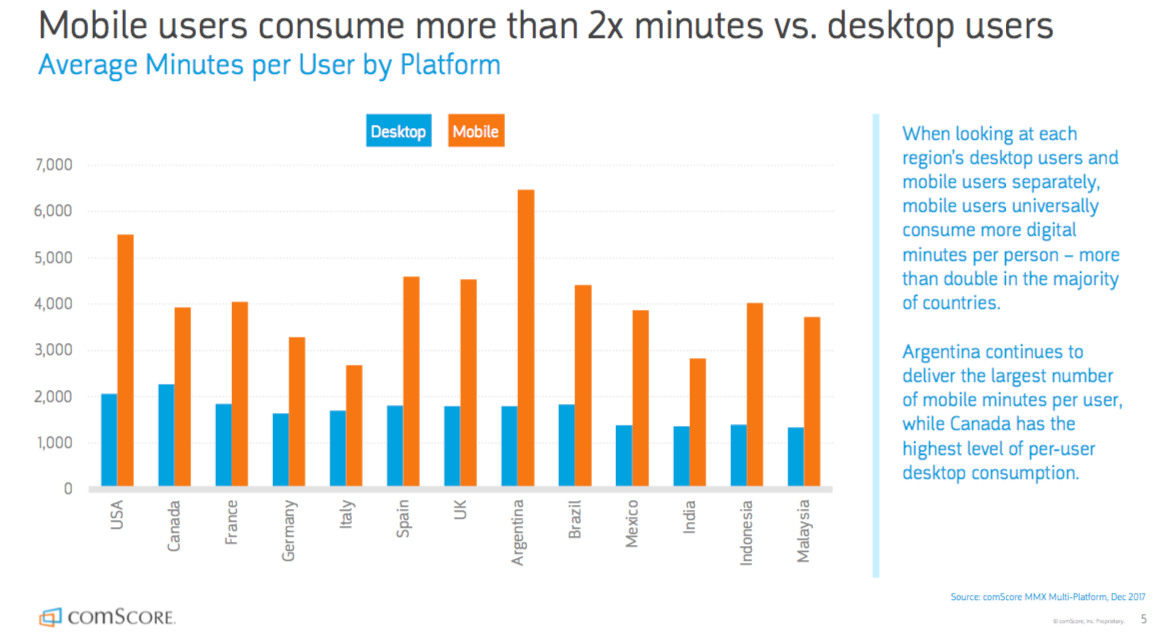 Mobile users consume more than 2x minutes vs. desktop users
Average Minutes per User by Platform
Desktop
Mobile
7,000
6,000
5,000
4,000
3,000
2,000
1,000
0
USA
Canada
France
Germany
Italy
Spain
UK
Argentina
Brazil
Mexico
India
Indonesia
Malaysia
When looking at each
region's desktop users and
mobile users separately,
mobile users universally
consume more digital
minutes per person – more
than double in the majority
of countries.
Argentina continues to
deliver the largest number
of mobile minutes per user,
while Canada has the
highest level of per-user
desktop consumption.
Source: comScore MMX Multi-Platform, Dec 2017
comScore.
© comScore, Inc. Proprietary.
5